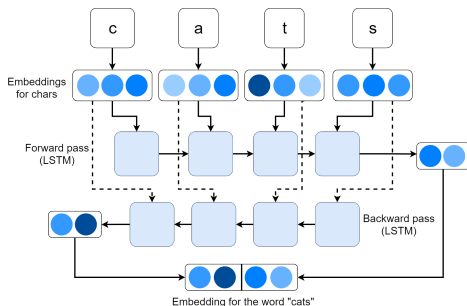 c a t s
Embeddings
for chars
Forward pass
(LSTM)
Backward pass
(LSTM)
Embedding for the word "cats"